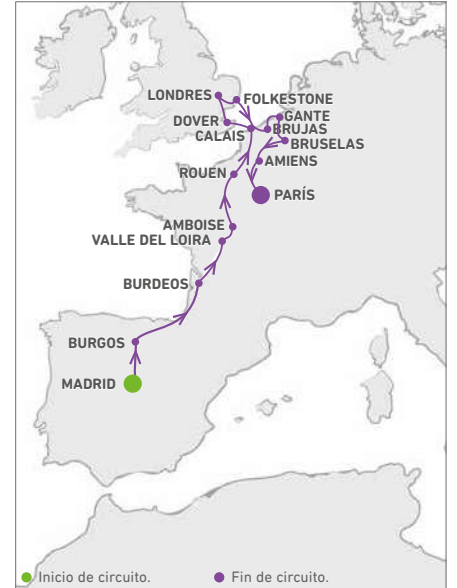 LONDRES
FOLKESTONE
GANTE
DOVER
BRUJAS
CALAIS
BRUSELAS
AMIENS
ROUEN
PARÍS
AMBOISE
VALLE DEL LOIRA
BURDEOS
BURGOS
MADRID
Inicio de circuito.
Fin de circuito.